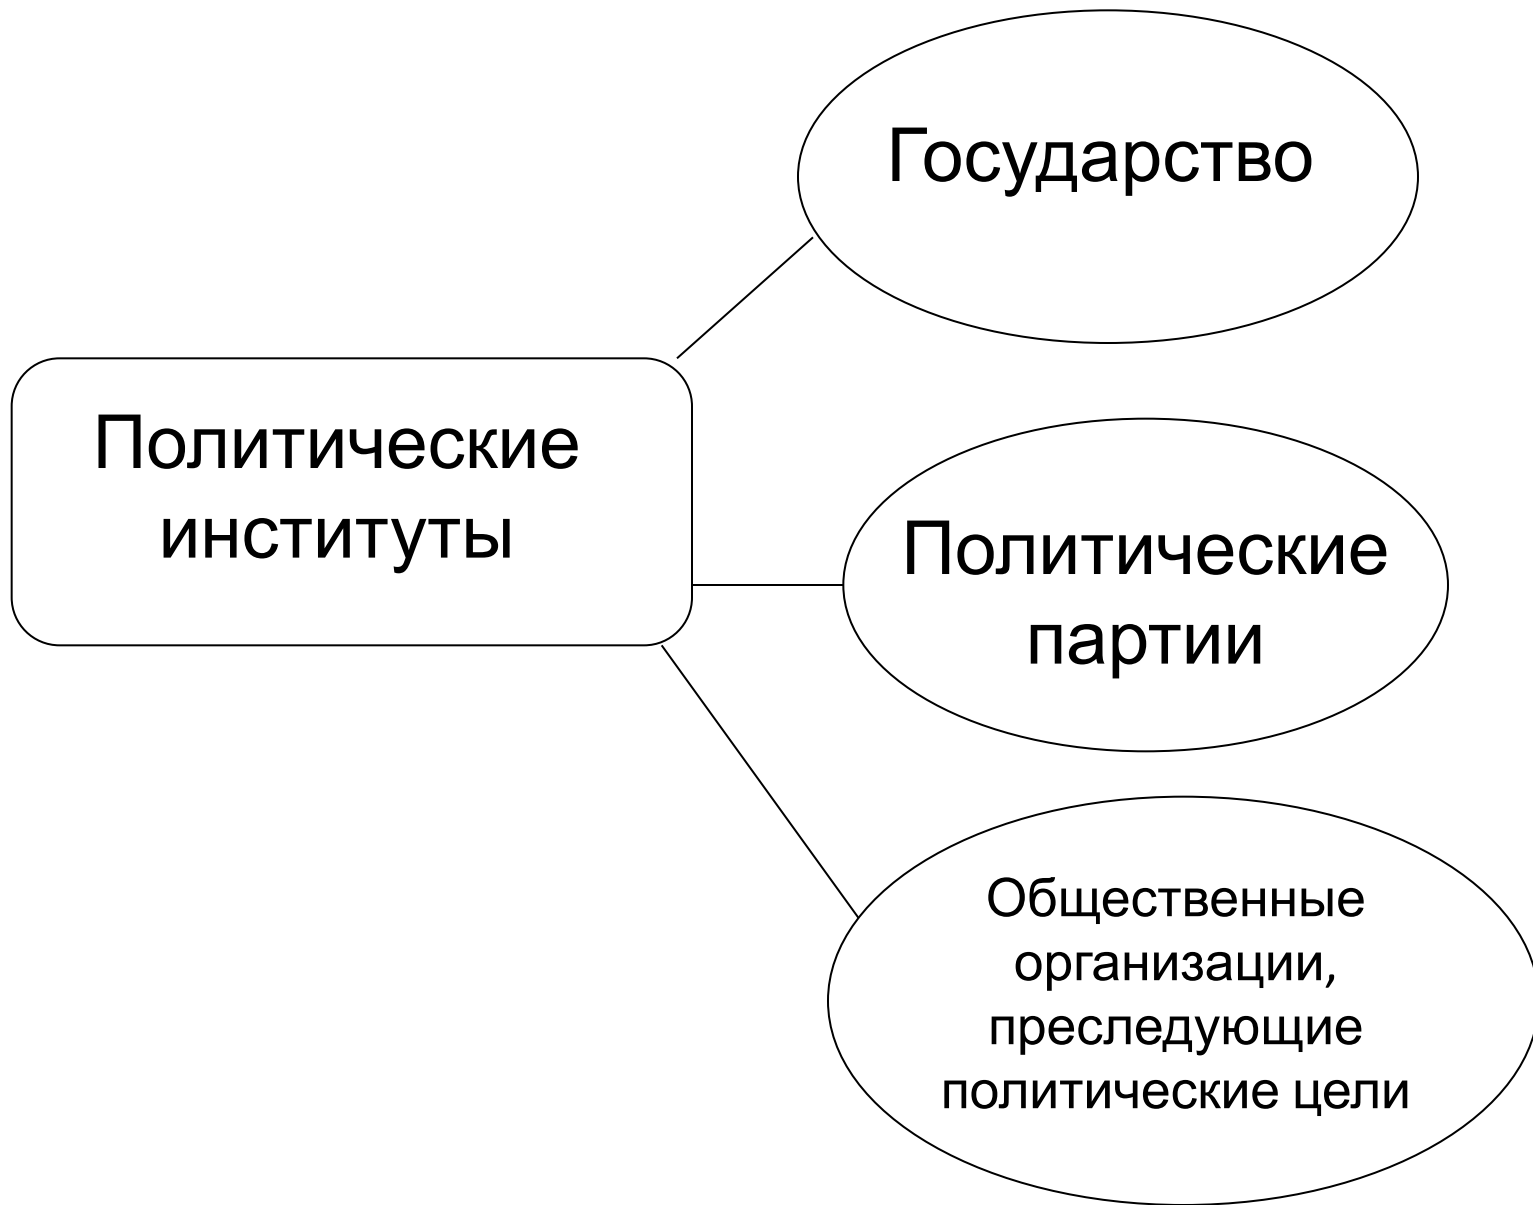 Государство
Политические
институты
Политические
партии
Общественные
организации,
преследующие
политические цели